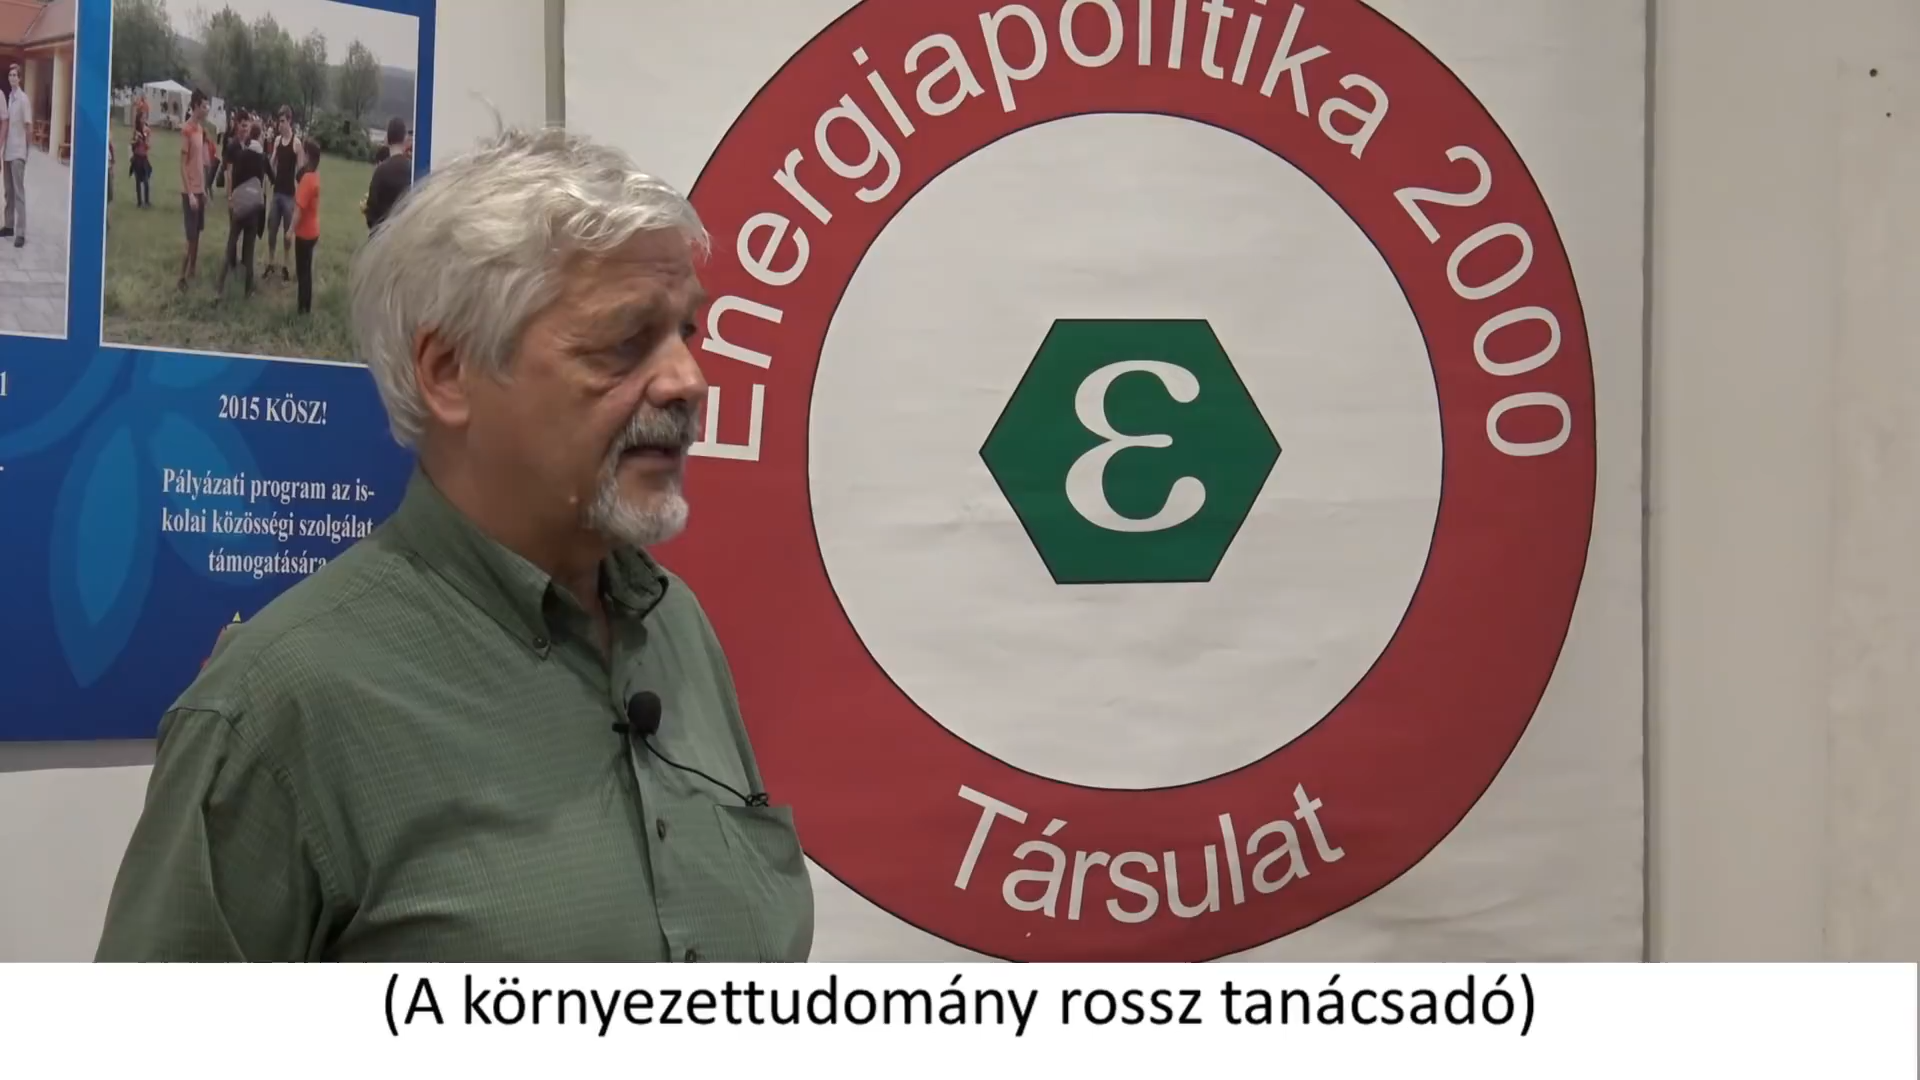 2015 KÖSZ!
Pályázati program az is-
kolai közösségi szolgálat
támogatására
Energiapolitika 2000
ε
Társulat
(A környezettudomány rossz tanácsadó)